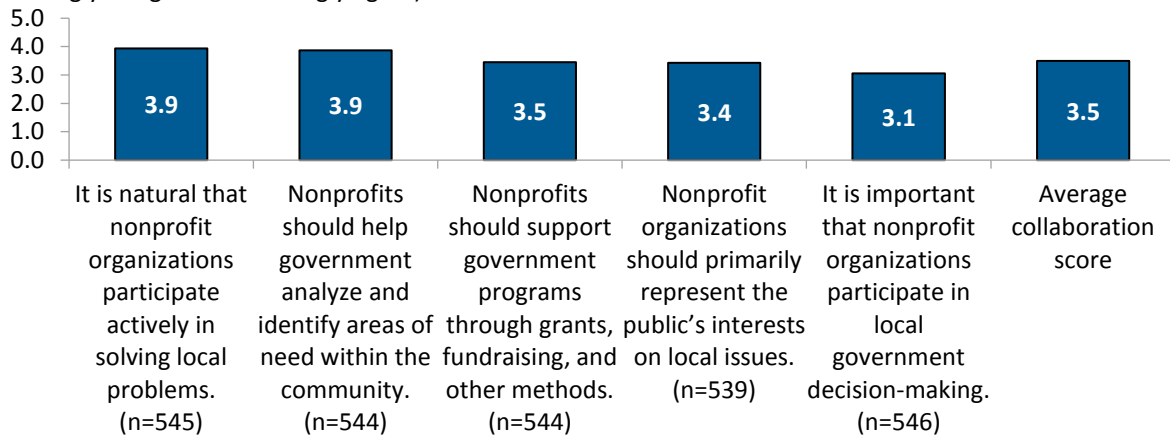 5.0
4.0
3.0
2.0
1.0
0.0
3.9
3.9
3.5
3.4
3.1
3.5
It is natural that
nonprofit
organizations
participate
actively in
solving local
problems.
(n=545)
Nonprofits
should help
government
analyze and
identify areas of
need within the
community.
(n=544)
Nonprofits
should support
government
programs
through grants,
fundraising, and
other methods.
(n=544)
Nonprofit
organizations
should primarily
represent the
public’s interests
on local issues.
(n=539)
It is important
that nonprofit
organizations
participate in
local
government
decision-making.
(n=546)
Average
collaboration
score